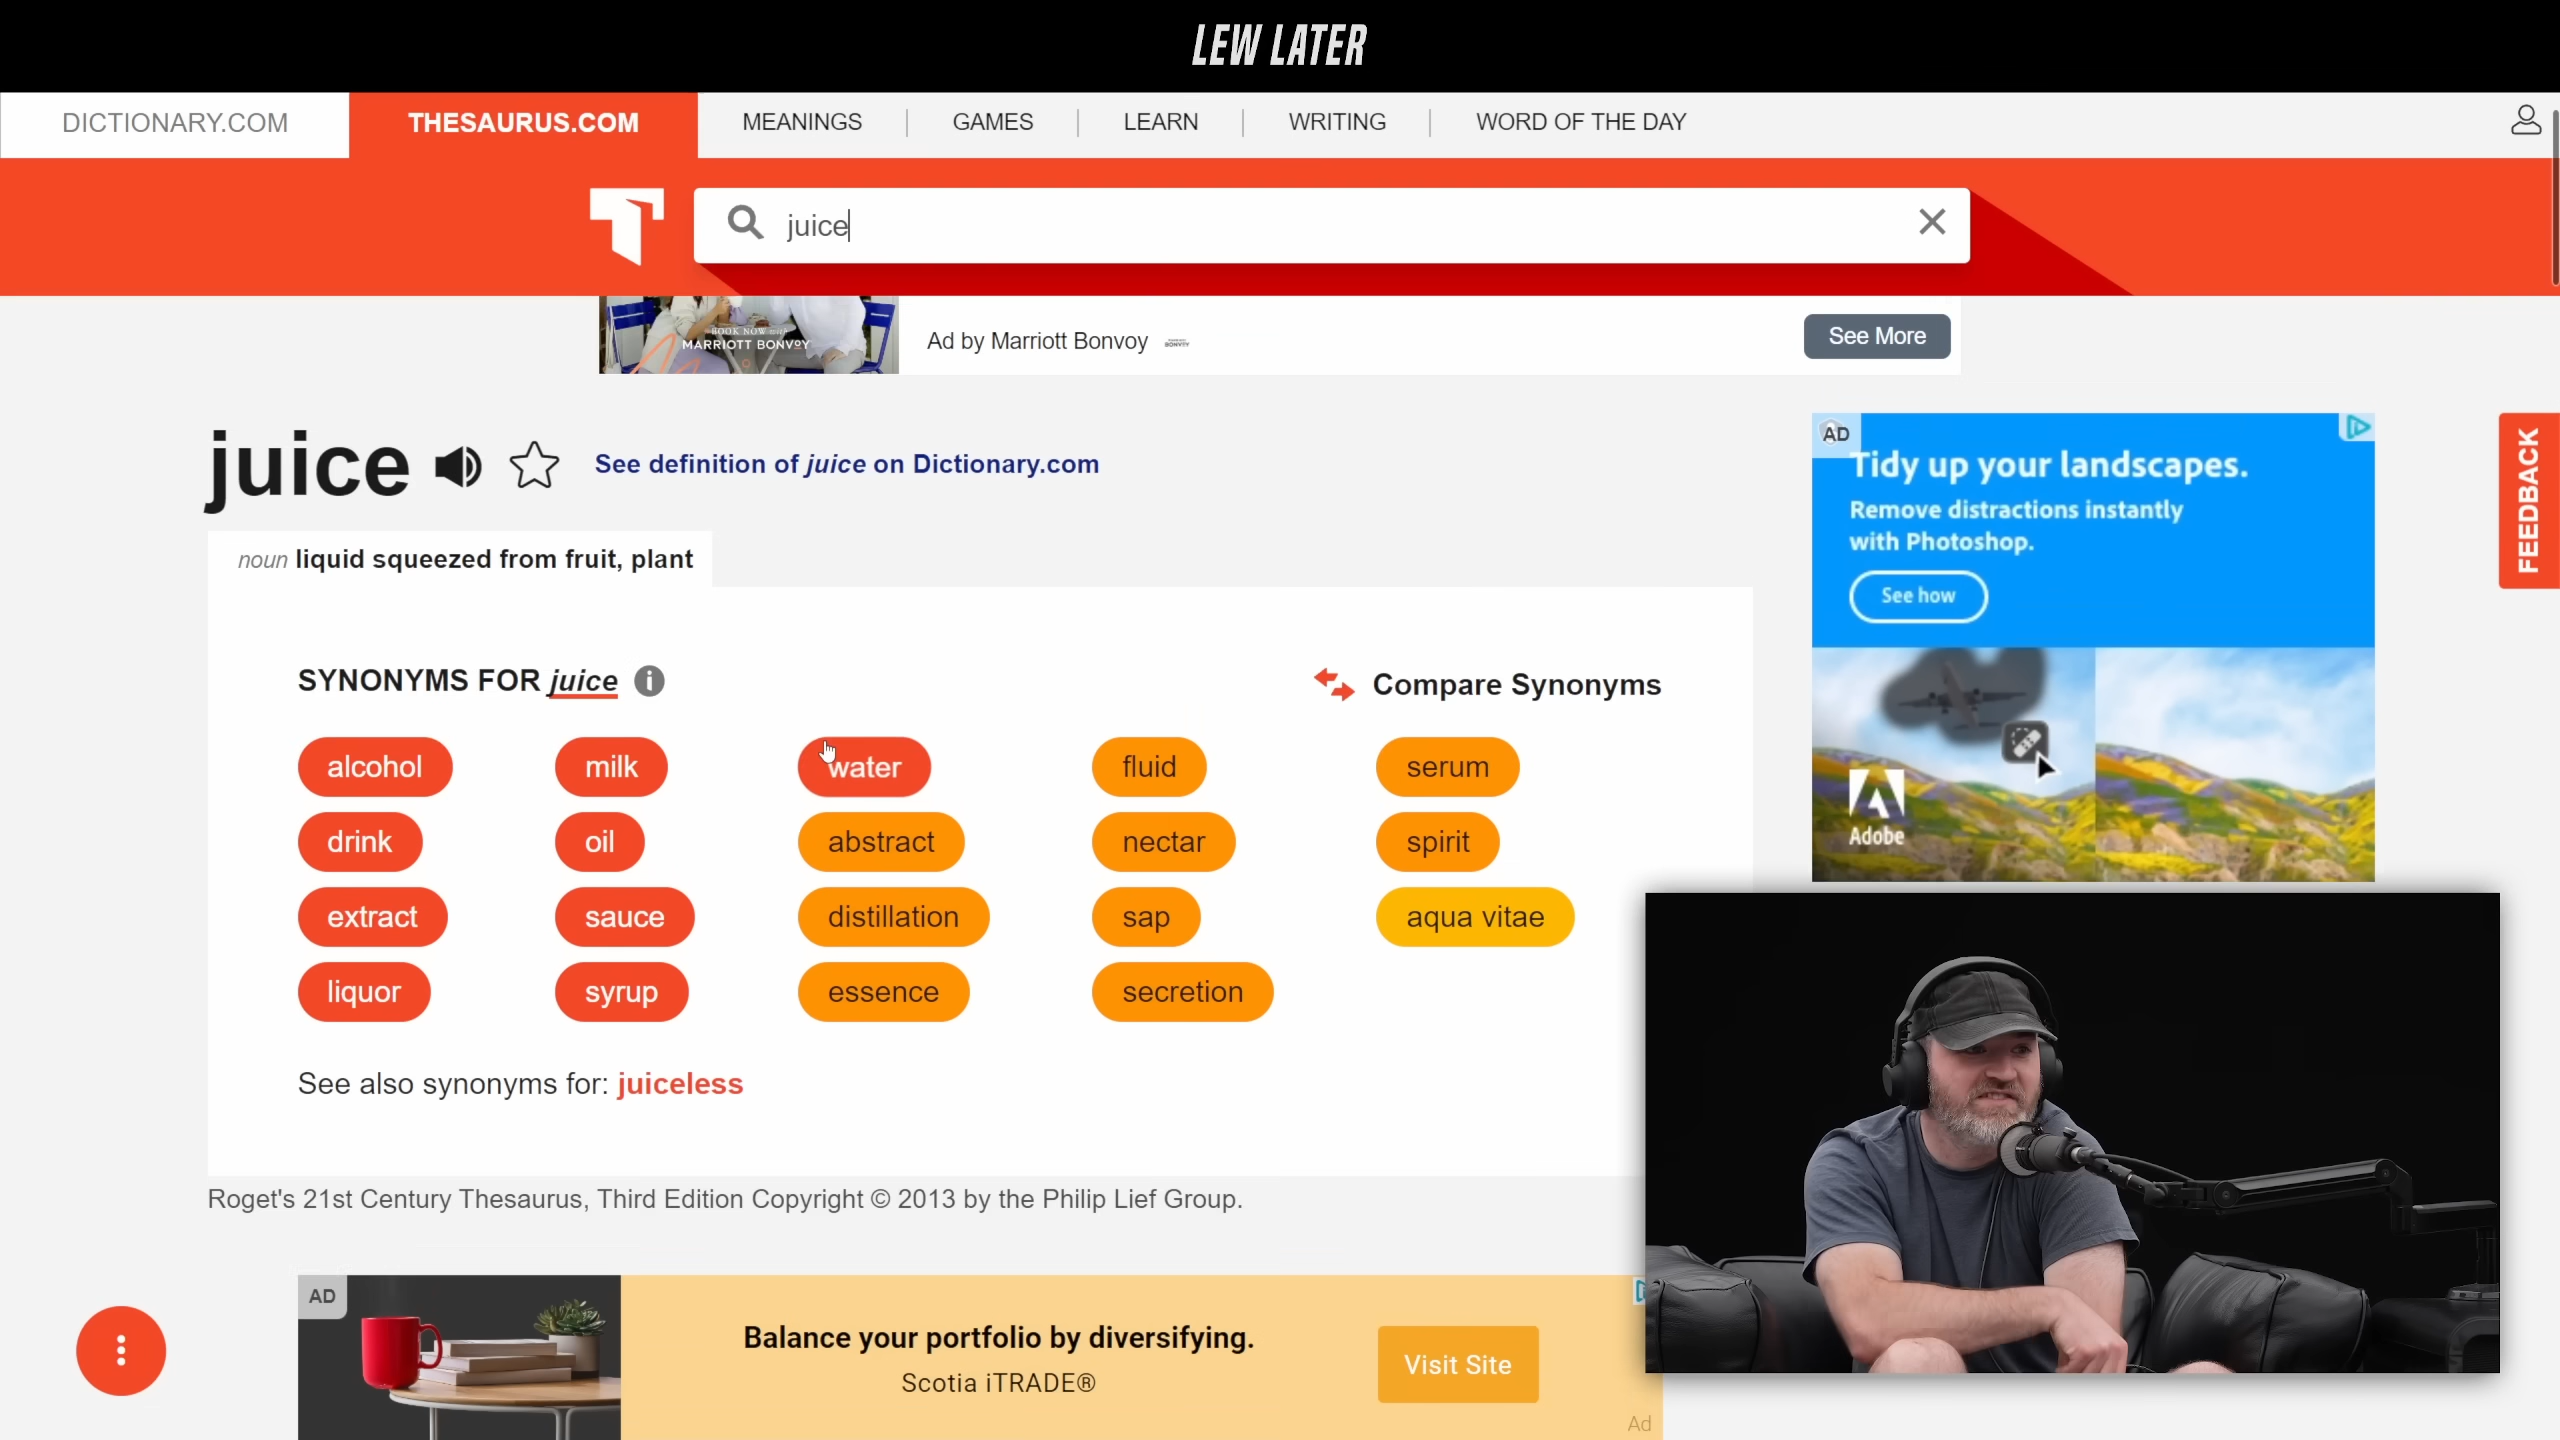 LEW LATER
DICTIONARY.COM
THESAURUS.COM
MEANINGS
GAMES
LEARN
WRITING
WORD OF THE DAY
juice
BOOK NOW with
MARRIOTT BONVOY
Ad by Marriott Bonvoy
See More
juice
See definition of juice on Dictionary.com
noun liquid squeezed from fruit, plant
SYNONYMS FOR juice
Compare Synonyms
alcohol
milk
water
fluid
serum
drink
oil
abstract
nectar
spirit
extract
sauce
distillation
sap
aqua vitae
liquor
syrup
essence
secretion
See also synonyms for: juiceless
Roget's 21st Century Thesaurus, Third Edition Copyright © 2013 by the Philip Lief Group.
AD
Tidy up your landscapes.
Remove distractions instantly
with Photoshop.
See how
Adobe
FEEDBACK
AD
Balance your portfolio by diversifying.
Scotia iTRADE®
Visit Site
Ad